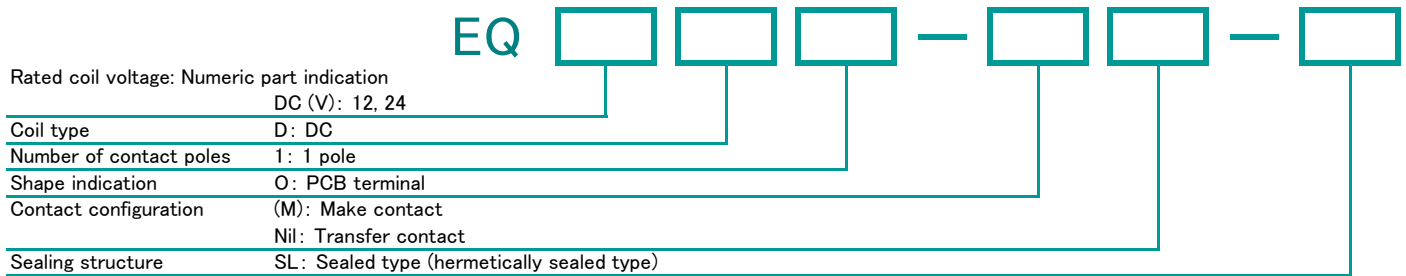 EQ — —
Rated coil voltage: Numeric part indication
DC (V): 12, 24
Coil type D: DC
Number of contact poles 1: 1 pole
Shape indication O: PCB terminal
Contact configuration (M): Make contact
Nil: Transfer contact
Sealing structure SL: Sealed type (hermetically sealed type)